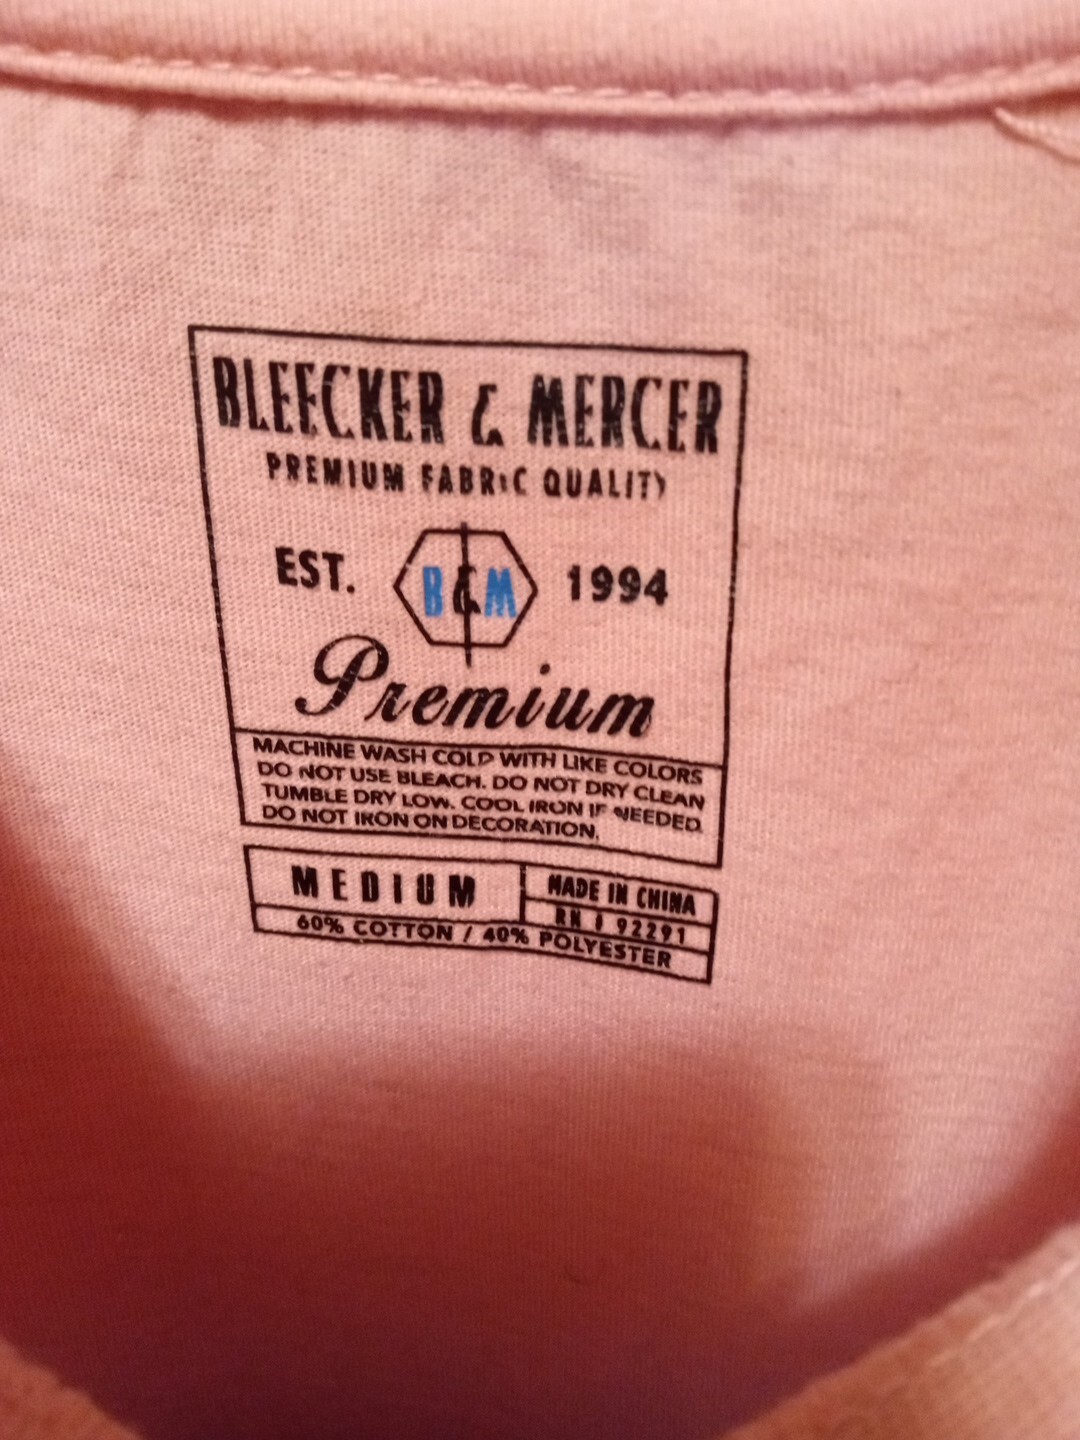 BLEECKER & MERCER
PREMIUM FABRIC QUALITY
EST. B & M 1994
Premium
MACHINE WASH COLD WITH LIKE COLORS
DO NOT USE BLEACH. DO NOT DRY CLEAN
TUMBLE DRY LOW. COOL IRON IF NEEDED.
DO NOT IRON ON DECORATION.
MEDIUM
MADE IN CHINA
RN # 92291
60% COTTON / 40% POLYESTER